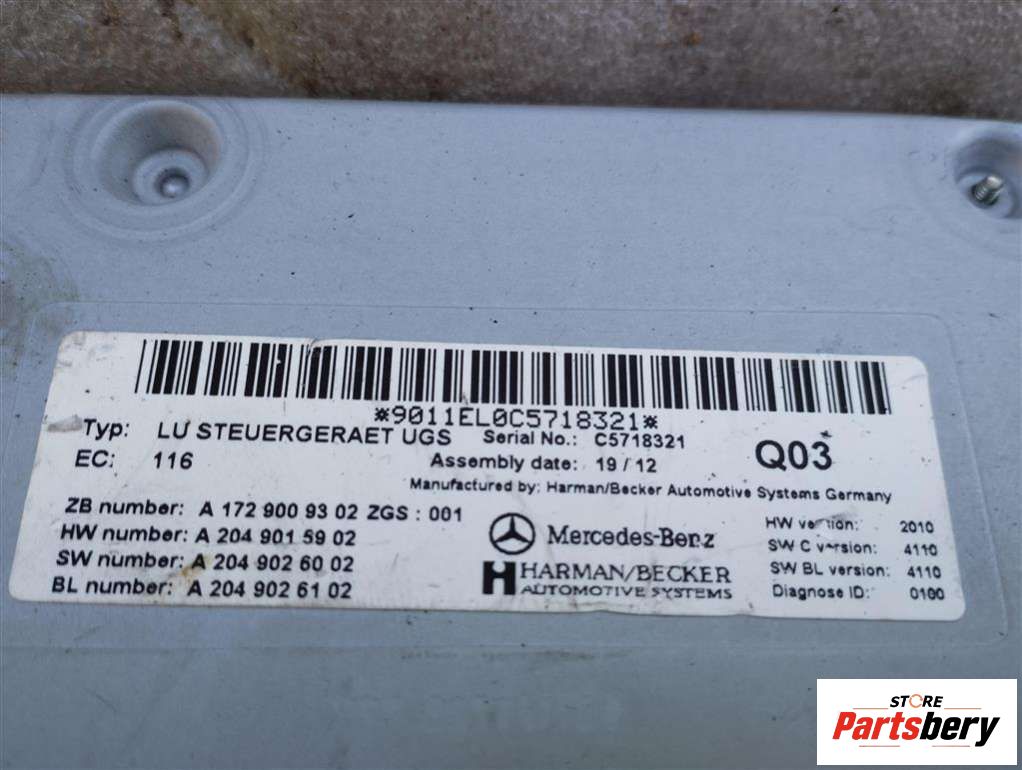 *9011EL0C5718321*
Typ: LU STEUERGERAET UGS Serial No.: C5718321
EC: 116 Assembly date: 19/12 Q03
Manufactured by: Harman/Becker Automotive Systems Germany
ZB number: A 172 900 93 02 ZGS : 001
HW number: A 204 901 59 02
SW number: A 204 902 60 02
BL number: A 204 902 61 02
Mercedes-Benz
HARMAN/BECKER
AUTOMOTIVE SYSTEMS
HW version: 2010
SW C version: 4110
SW BL version: 4110
Diagnose ID: 0100
STORE
Partsbery